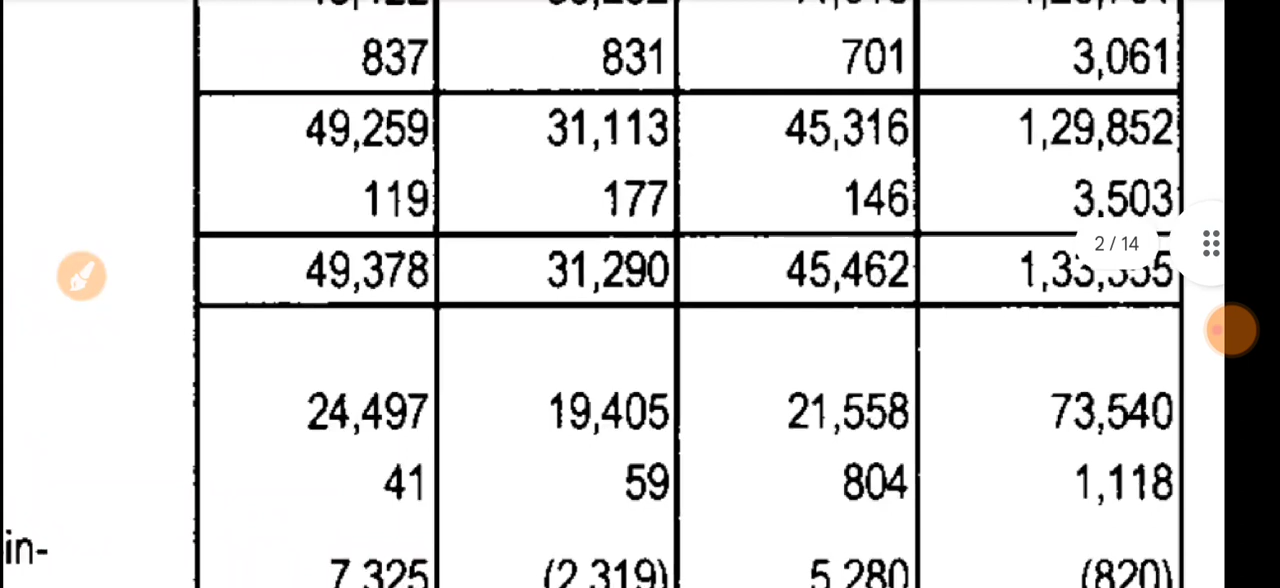 837 831 701 3,061
49,259 31,113 45,316 1,29,852
119 177 146 3,503
2 / 14
49,378 31,290 45,462
24,497 19,405 21,558 73,540
41 59 804 1,118
in-
7,325 (2,319) 5,280 (820)